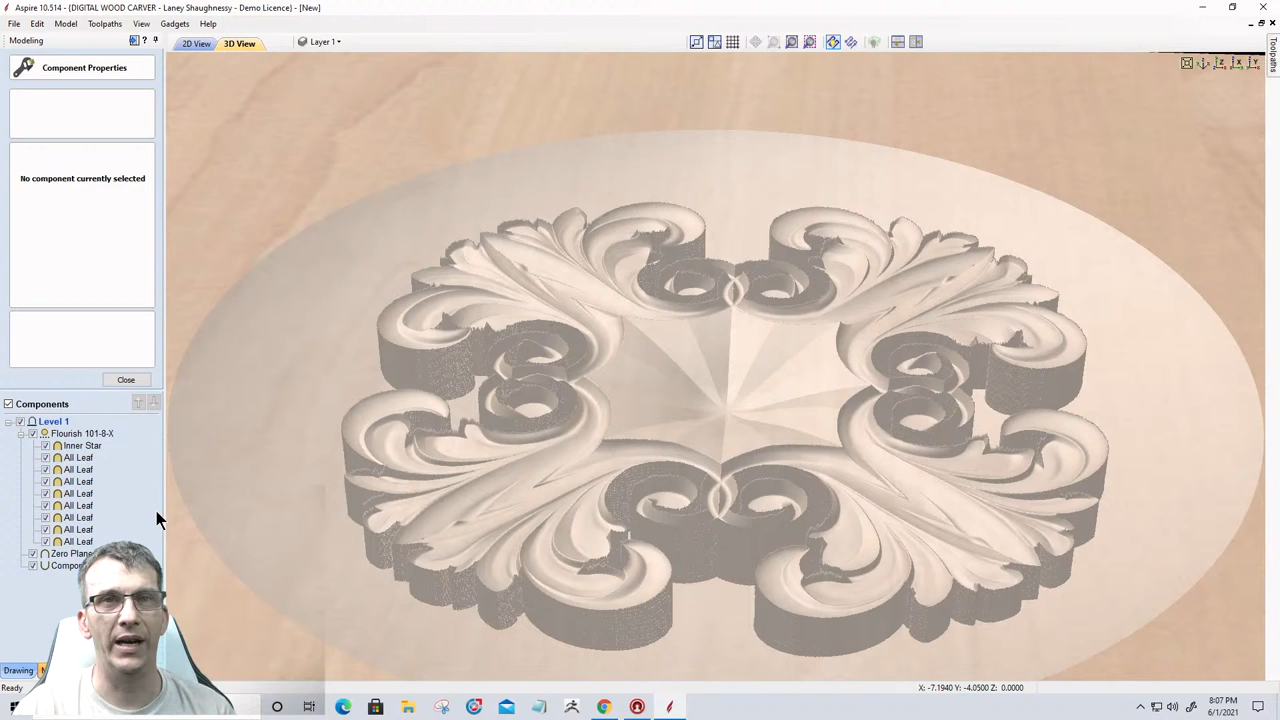 Aspire 10.514 - (DIGITAL WOOD CARVER - Laney Shaughnessy - Demo Licence) - [New]
File Edit Model Toolpaths View Gadgets Help
Modeling
2D View 3D View Layer 1
Toolpaths
Component Properties
No component currently selected
Close
Components
Level 1
Flourish 101-8-X
Inner Star
All Leaf
All Leaf
All Leaf
All Leaf
All Leaf
All Leaf
All Leaf
All Leaf
Zero Plane
Drawing
Ready
X: -7.1940 Y: -4.0500 Z: 0.0000
8:07 PM
6/1/2021